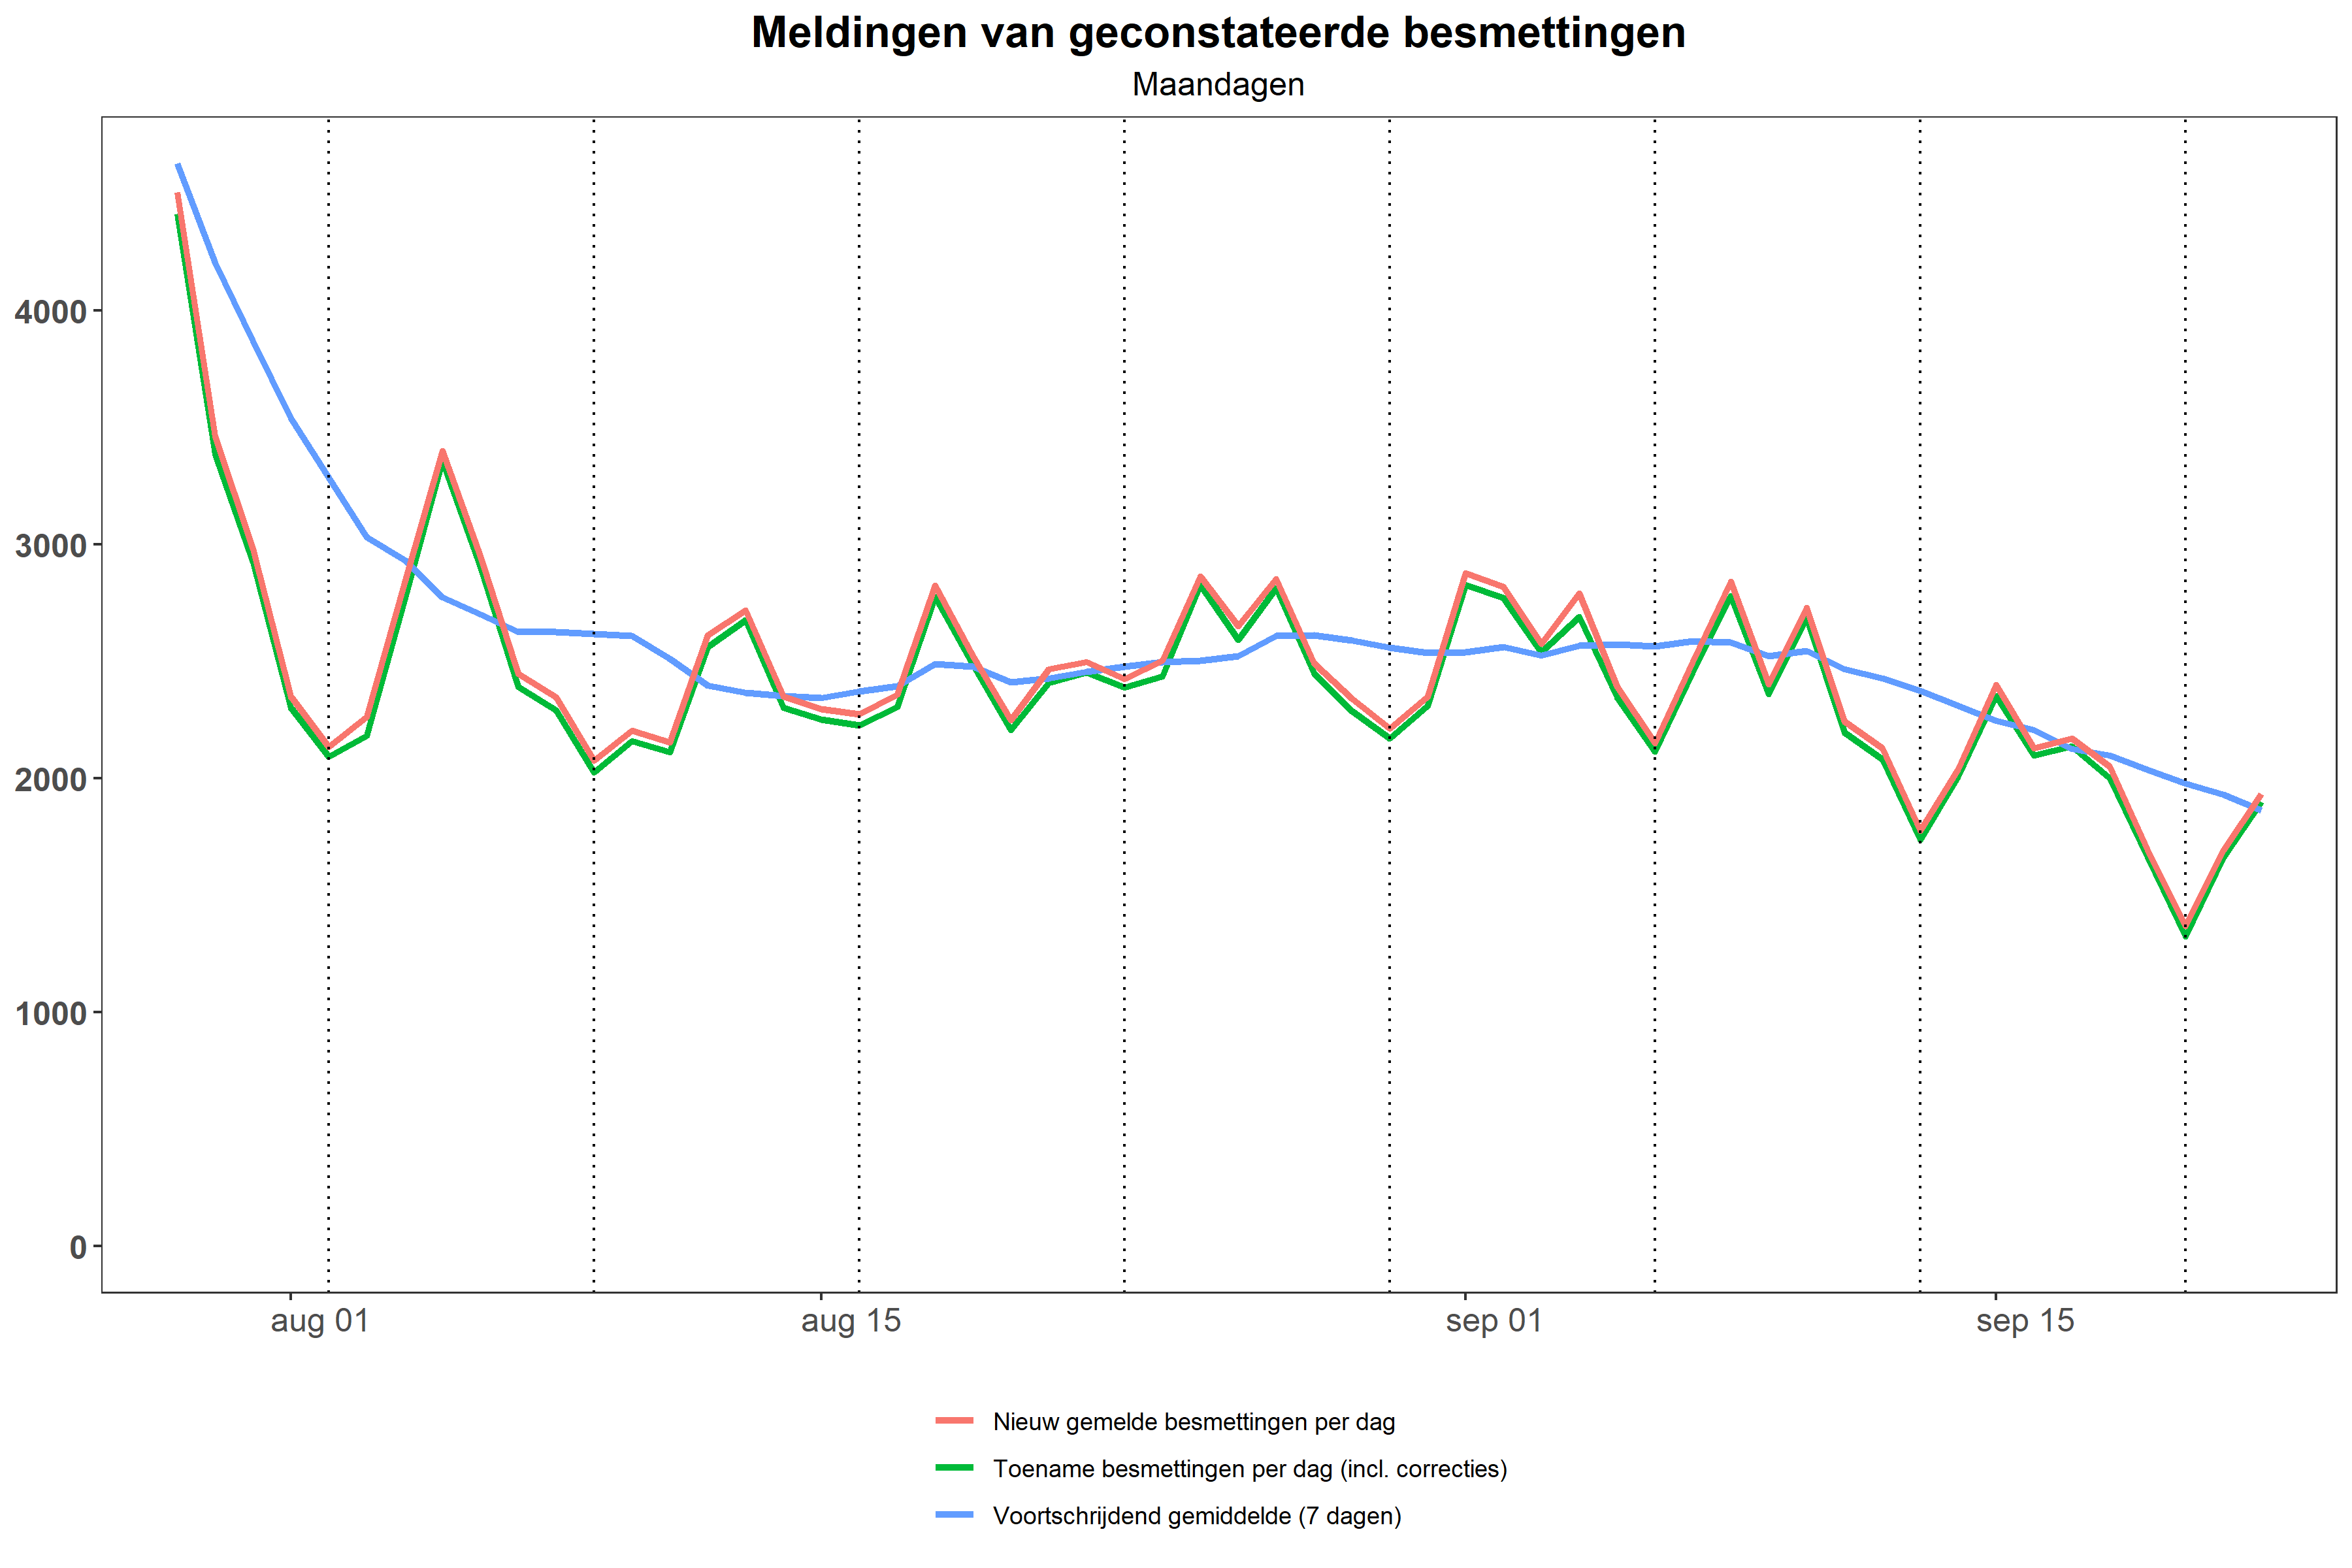 Meldingen van geconstateerde besmettingen
Maandagen
4000
3000
2000
1000
0
aug 01 aug 15 sep 01 sep 15
Nieuw gemelde besmettingen per dag
Toename besmettingen per dag (incl. correcties)
Voortschrijdend gemiddelde (7 dagen)